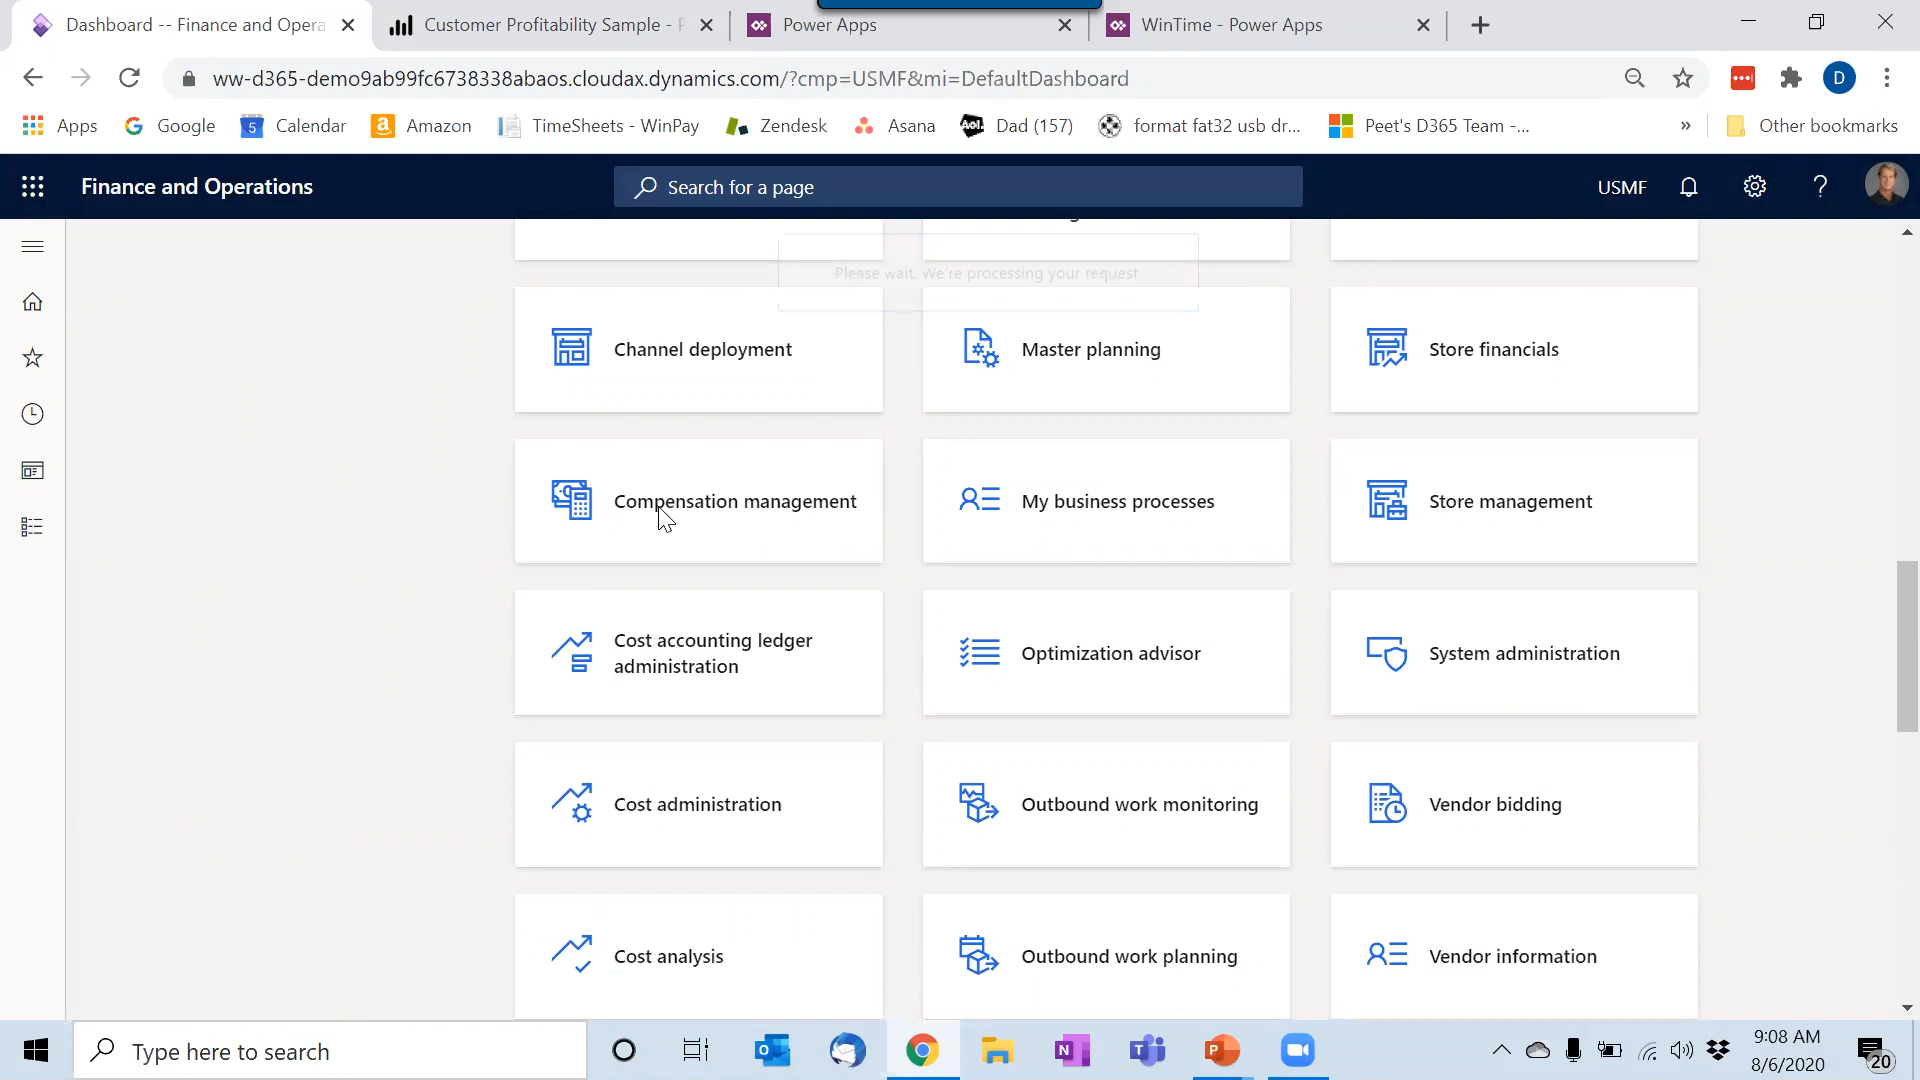 Dashboard -- Finance and Opera
Customer Profitability Sample - P
Power Apps
WinTime - Power Apps
ww-d365-demo9ab99fc6738338abaos.cloudax.dynamics.com/?cmp=USMF&mi=DefaultDashboard
D
Apps
Google
5
Calendar
Amazon
TimeSheets - WinPay
Zendesk
Asana
Aol.
Dad (157)
format fat32 usb dr...
Peet's D365 Team -...
»
Other bookmarks
Finance and Operations
Search for a page
USMF
?
Please wait. We're processing your request
Channel deployment
Master planning
Store financials
Compensation management
My business processes
Store management
Cost accounting ledger
administration
Optimization advisor
System administration
Cost administration
Outbound work monitoring
Vendor bidding
Cost analysis
Outbound work planning
Vendor information
Type here to search
9:08 AM
8/6/2020
20